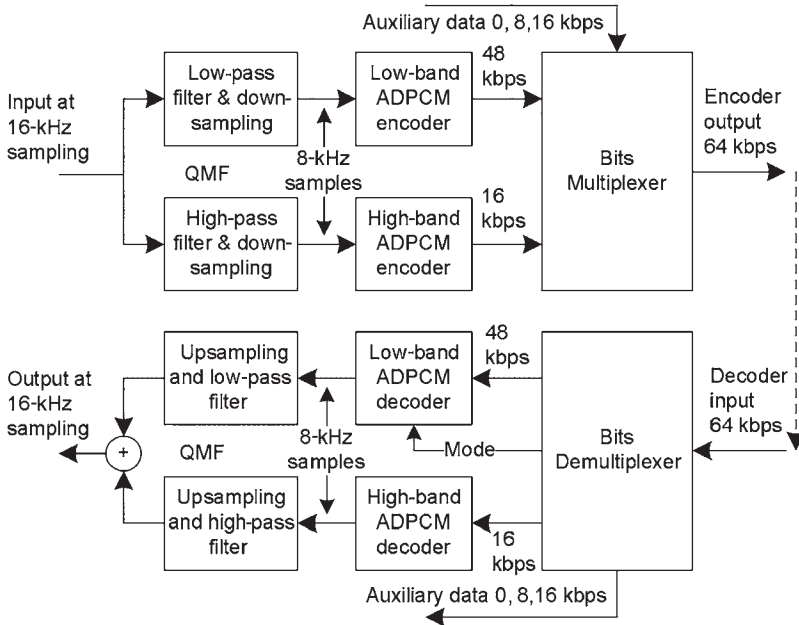 Auxiliary data 0, 8,16 kbps
Input at
16-kHz
sampling
Low-pass
filter & down-
sampling
Low-band
ADPCM
encoder
48
kbps
Bits
Multiplexer
Encoder
output
64 kbps
QMF
8-kHz
samples
High-pass
filter & down-
sampling
High-band
ADPCM
encoder
16
kbps
Output at
16-kHz
sampling
Upsampling
and low-pass
filter
Low-band
ADPCM
decoder
48
kbps
Bits
Demultiplexer
Decoder
input
64 kbps
+
QMF
8-kHz
samples
Mode
Upsampling
and high-pass
filter
High-band
ADPCM
decoder
16
kbps
Auxiliary data 0, 8,16 kbps